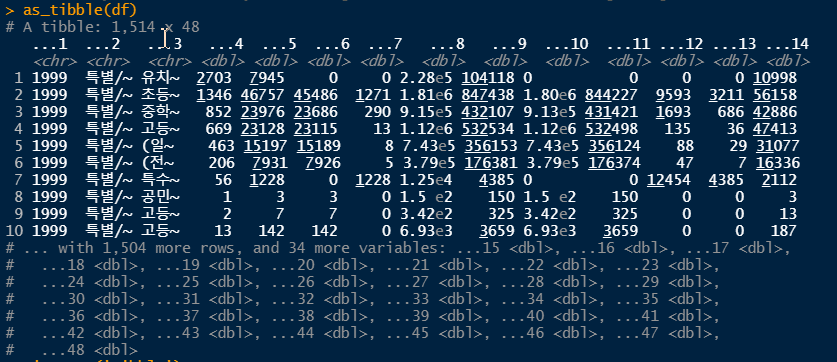 > as_tibble(df)
# A tibble: 1,514 x 48
...1 ...2 ...3 ...4 ...5 ...6 ...7 ...8 ...9 ...10 ...11 ...12 ...13 ...14
<chr> <chr> <chr> <dbl> <dbl> <dbl> <dbl> <dbl> <dbl> <dbl> <dbl> <dbl> <dbl> <dbl>
1 1999 특별/~ 유치~ 2703 7945 0 0 2.28e5 104118 0 0 0 0 10998
2 1999 특별/~ 초등~ 1346 46757 45486 1271 1.81e6 847438 1.80e6 844227 9593 3211 56158
3 1999 특별/~ 중학~ 852 23976 23686 290 9.15e5 432107 9.13e5 431421 1693 686 42886
4 1999 특별/~ 고등~ 669 23128 23115 13 1.12e6 532534 1.12e6 532498 135 36 47413
5 1999 특별/~ (일~ 463 15197 15189 8 7.43e5 356153 7.43e5 356124 88 29 31077
6 1999 특별/~ (전~ 206 7931 7926 5 3.79e5 176381 3.79e5 176374 47 7 16336
7 1999 특별/~ 특수~ 56 1228 0 1228 1.25e4 4385 0 0 12454 4385 2112
8 1999 특별/~ 공민~ 1 3 3 0 1.5 e2 150 1.5 e2 150 0 0 3
9 1999 특별/~ 고등~ 2 7 7 0 3.42e2 325 3.42e2 325 0 0 13
10 1999 특별/~ 고등~ 13 142 142 0 6.93e3 3659 6.93e3 3659 0 0 187
# ... with 1,504 more rows, and 34 more variables: ...15 <dbl>, ...16 <dbl>, ...17 <dbl>,
# ...18 <dbl>, ...19 <dbl>, ...20 <dbl>, ...21 <dbl>, ...22 <dbl>, ...23 <dbl>,
# ...24 <dbl>, ...25 <dbl>, ...26 <dbl>, ...27 <dbl>, ...28 <dbl>, ...29 <dbl>,
# ...30 <dbl>, ...31 <dbl>, ...32 <dbl>, ...33 <dbl>, ...34 <dbl>, ...35 <dbl>,
# ...36 <dbl>, ...37 <dbl>, ...38 <dbl>, ...39 <dbl>, ...40 <dbl>, ...41 <dbl>,
# ...42 <dbl>, ...43 <dbl>, ...44 <dbl>, ...45 <dbl>, ...46 <dbl>, ...47 <dbl>,
# ...48 <dbl>